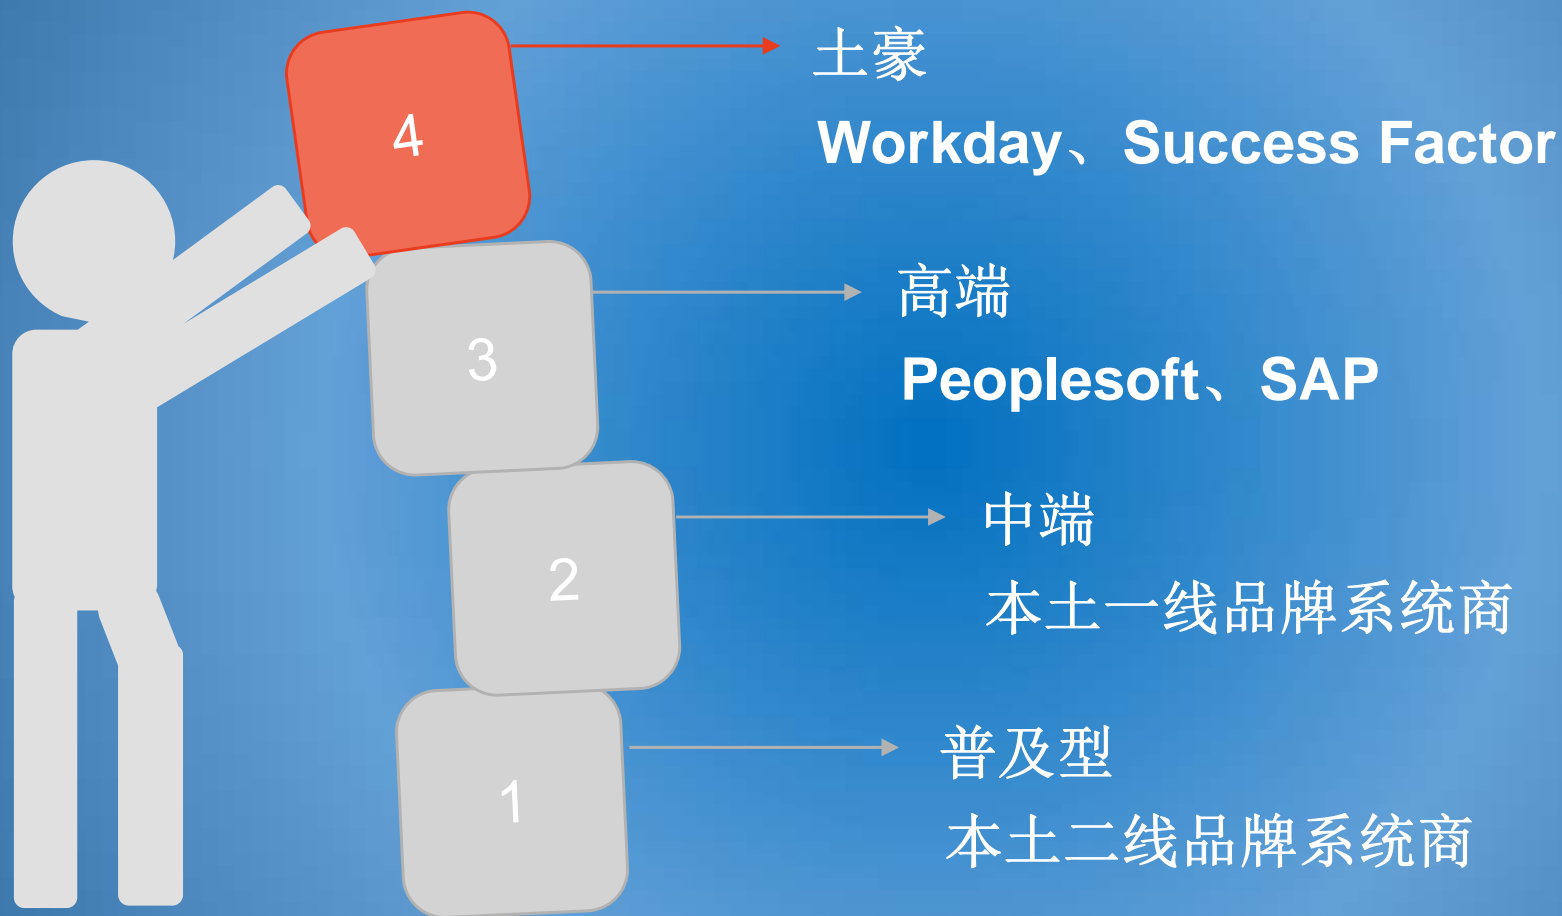 4
土豪
Workday、Success Factor
3
高端
Peoplesoft、SAP
2
中端
本土一线品牌系统商
1
普及型
本土二线品牌系统商